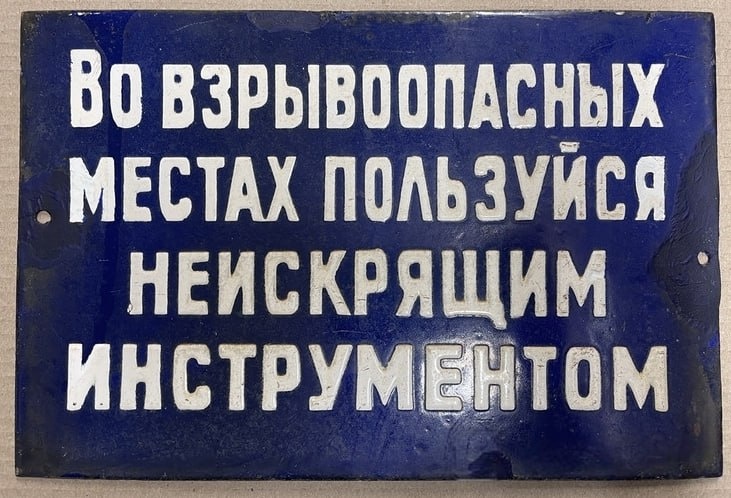 Во взрывоопасных
местах пользуйся
неискрящим
инструментом